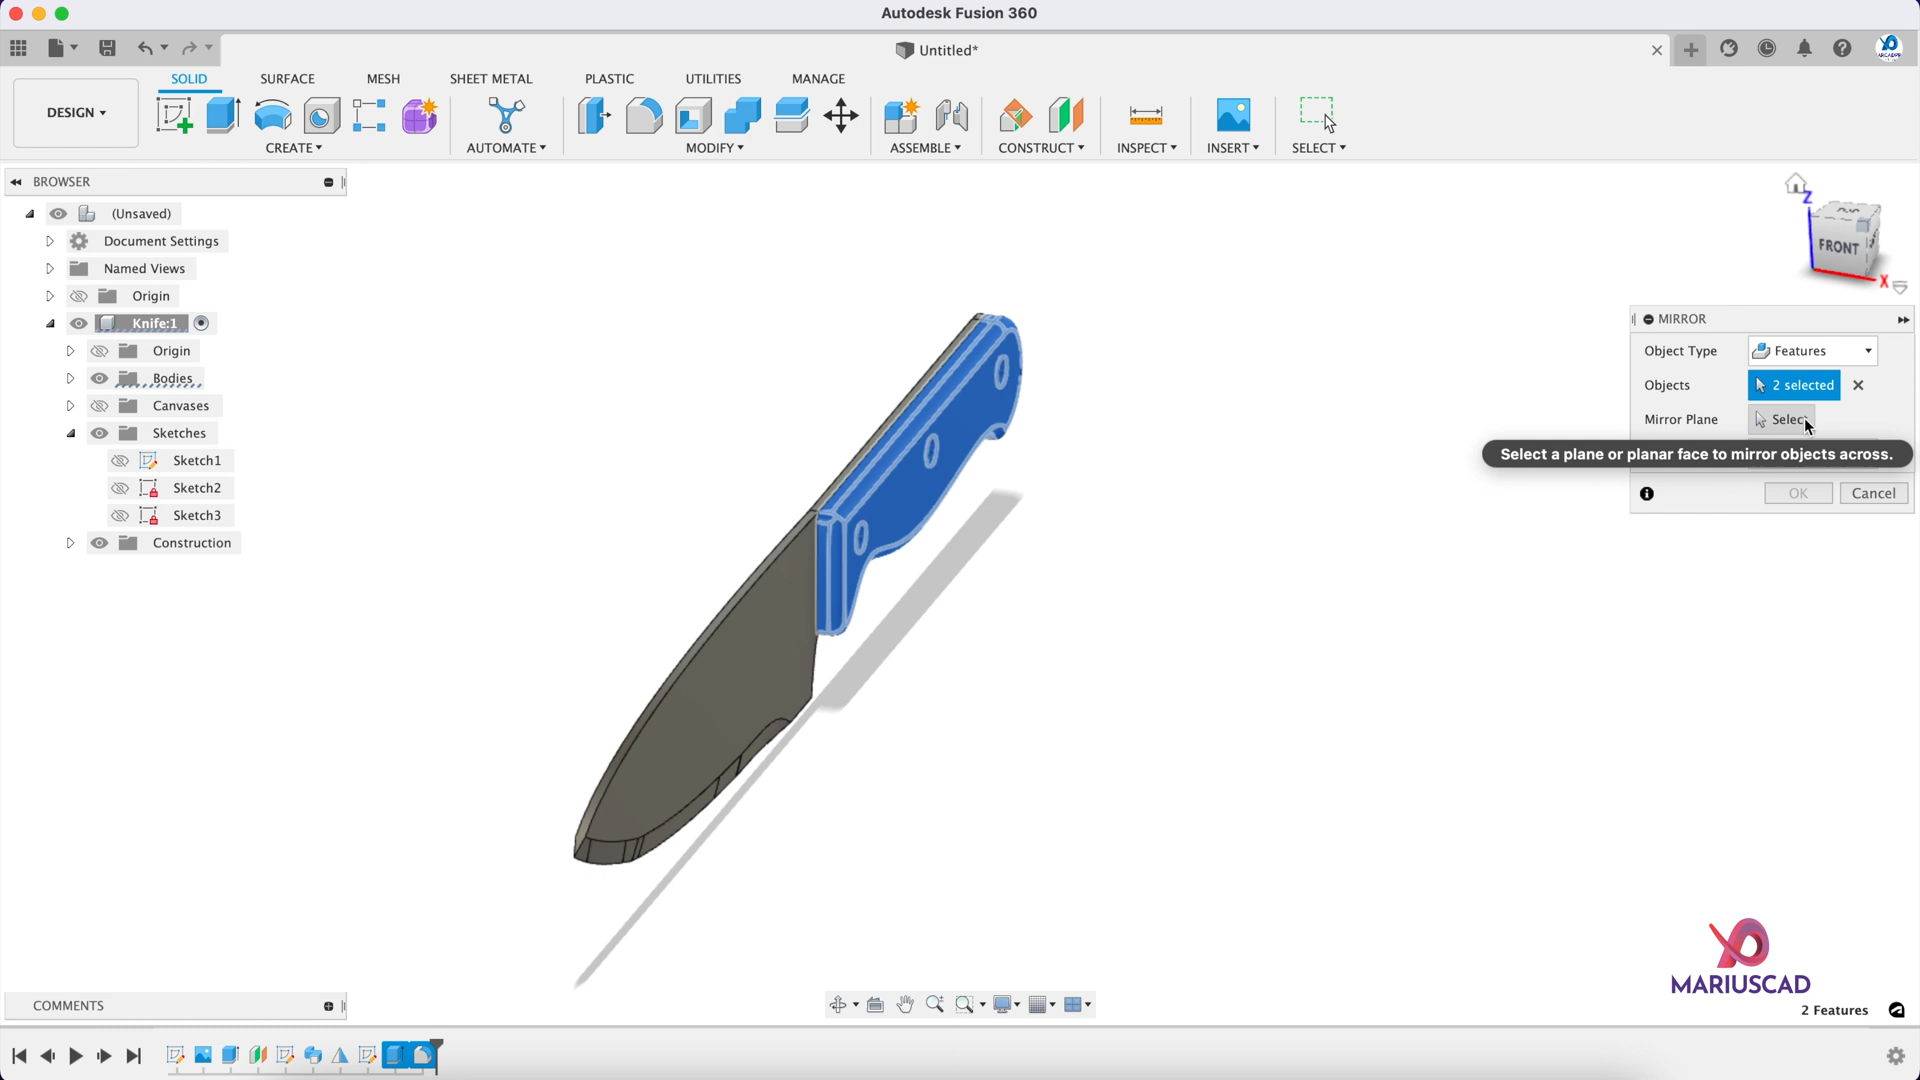 Autodesk Fusion 360
Untitled*
SOLID SURFACE MESH SHEET METAL PLASTIC UTILITIES MANAGE
DESIGN
CREATE AUTOMATE MODIFY ASSEMBLE CONSTRUCT INSPECT INSERT SELECT
BROWSER
(Unsaved)
Document Settings
Named Views
Origin
Knife:1
Origin
Bodies
Canvases
Sketches
Sketch1
Sketch2
Sketch3
Construction
Z
FRONT
X
MIRROR
Object Type Features
Objects 2 selected
Mirror Plane Select
Select a plane or planar face to mirror objects across.
OK Cancel
MARIUSCAD
COMMENTS
2 Features